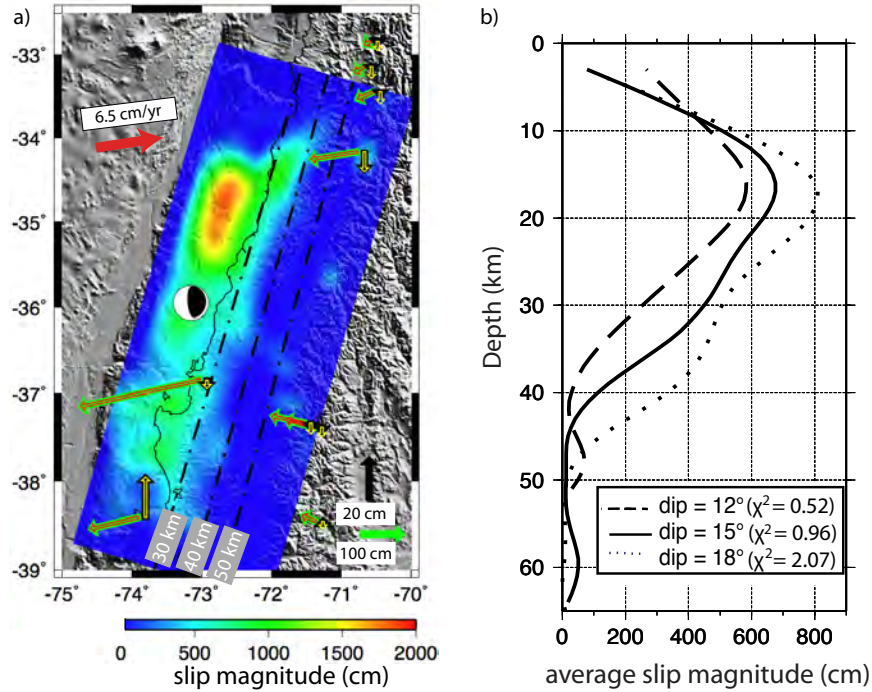 a)
-33°
-34°
-35°
-36°
-37°
-38°
-39°
-75° -74° -73° -72° -71° -70°
6.5 cm/yr
20 cm
100 cm
30 km
40 km
50 km
0 500 1000 1500 2000
slip magnitude (cm)
b)
0
10
20
30
40
50
60
Depth (km)
dip = 12° (χ² = 0.52)
dip = 15° (χ² = 0.96)
dip = 18° (χ² = 2.07)
0 200 400 600 800
average slip magnitude (cm)